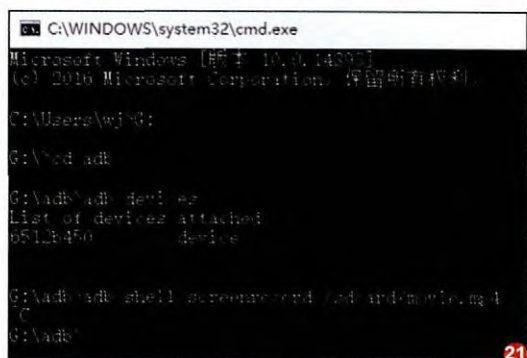 C:\WINDOWS\system32\cmd.exe
Microsoft Windows [版本 10.0.14393]
(c) 2016 Microsoft Corporation。保留所有权利。
C:\Users\wj>G:
G:\>cd adb
G:\adb>adb devices
List of devices attached
6512b450 device
G:\adb>adb shell screenrecord /sdcard/movie.mp4
^C
G:\adb>
21